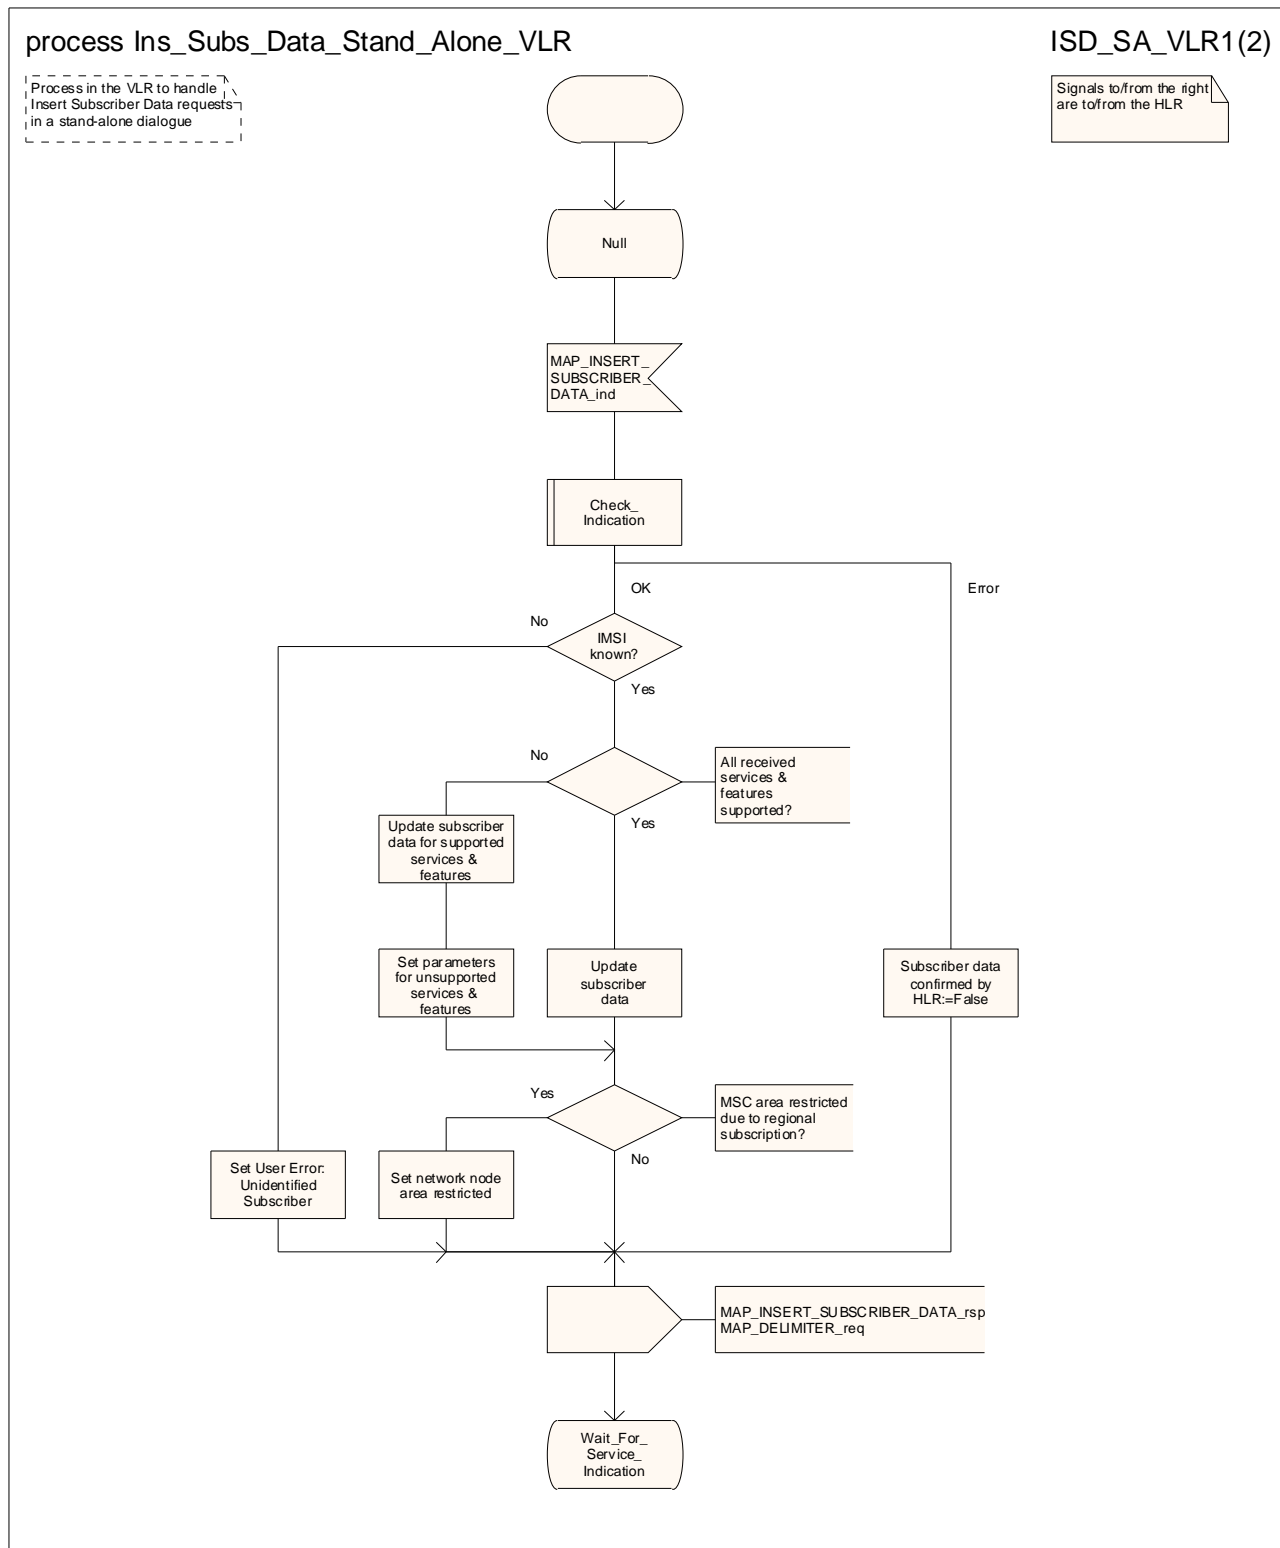 process Ins_Subs_Data_Stand_Alone_VLR
ISD_SA_VLR1(2)
Process in the VLR to handle
Insert Subscriber Data requests
in a stand-alone dialogue
Signals to/from the right
are to/from the HLR
Null
MAP_INSERT_
SUBSCRIBER_
DATA_ind
Check_
Indication
OK
Error
No
IMSI
known?
Yes
No
All received
services &
features
supported?
Yes
Update subscriber
data for supported
services &
features
Set parameters
for unsupported
services &
features
Update
subscriber
data
Subscriber data
confirmed by
HLR:=False
Yes
MSC area restricted
due to regional
subscription?
No
Set User Error:
Unidentified
Subscriber
Set network node
area restricted
MAP_INSERT_SUBSCRIBER_DATA_rsp
MAP_DELIMITER_req
Wait_For_
Service_
Indication